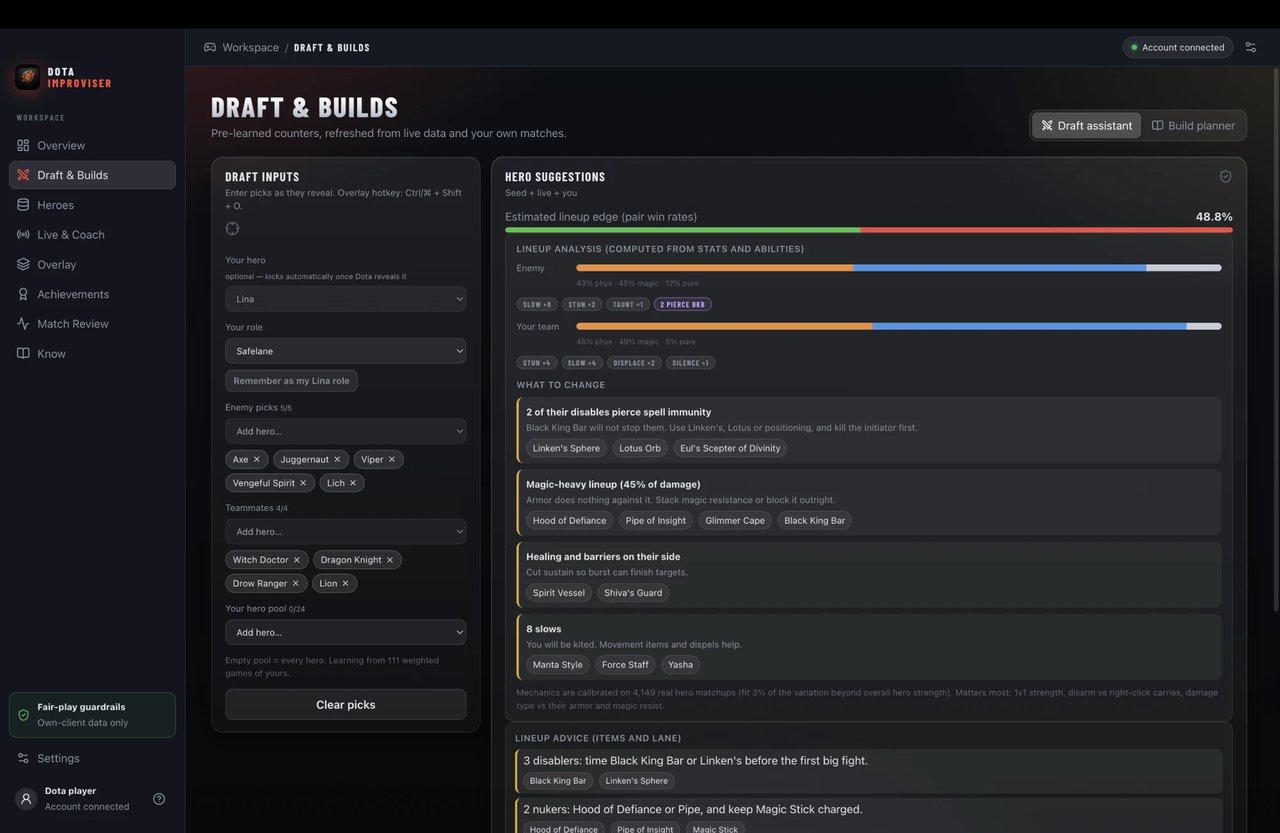 DOTA
IMPROVISER
WORKSPACE
Overview
Draft & Builds
Heroes
Live & Coach
Overlay
Achievements
Match Review
Know
Fair-play guardrails
Own-client data only
Settings
Dota player
Account connected
Workspace / DRAFT & BUILDS
Account connected
DRAFT & BUILDS
Pre-learned counters, refreshed from live data and your own matches.
Draft assistant
Build planner
DRAFT INPUTS
Enter picks as they reveal. Overlay hotkey: Ctrl/⌘ + Shift
+ O.
Your hero
optional — locks automatically once Dota reveals it
Lina
Your role
Safelane
Remember as my Lina role
Enemy picks 5/5
Add hero...
Axe ✕ Juggernaut ✕ Viper ✕
Vengeful Spirit ✕ Lich ✕
Teammates 4/4
Add hero...
Witch Doctor ✕ Dragon Knight ✕
Drow Ranger ✕ Lion ✕
Your hero pool 0/24
Add hero...
Empty pool = every hero. Learning from 111 weighted
games of yours.
Clear picks
HERO SUGGESTIONS
Seed + live + you
Estimated lineup edge (pair win rates) 48.8%
LINEUP ANALYSIS (COMPUTED FROM STATS AND ABILITIES)
Enemy
43% phys · 45% magic · 12% pure
SLOW ×8 STUN ×2 TAUNT ×1 2 PIERCE BKB
Your team
46% phys · 49% magic · 5% pure
STUN ×4 SLOW ×4 DISPLACE ×2 SILENCE ×1
WHAT TO CHANGE
2 of their disables pierce spell immunity
Black King Bar will not stop them. Use Linken's, Lotus or positioning, and kill the initiator first.
Linken's Sphere Lotus Orb Eul's Scepter of Divinity
Magic-heavy lineup (45% of damage)
Armor does nothing against it. Stack magic resistance or block it outright.
Hood of Defiance Pipe of Insight Glimmer Cape Black King Bar
Healing and barriers on their side
Cut sustain so burst can finish targets.
Spirit Vessel Shiva's Guard
8 slows
You will be kited. Movement items and dispels help.
Manta Style Force Staff Yasha
Mechanics are calibrated on 4,149 real hero matchups (fit 3% of the variation beyond overall hero strength). Matters most: 1v1 strength, disarm vs right-click carries, damage
type vs their armor and magic resist.
LINEUP ADVICE (ITEMS AND LANE)
3 disablers: time Black King Bar or Linken's before the first big fight.
Black King Bar Linken's Sphere
2 nukers: Hood of Defiance or Pipe, and keep Magic Stick charged.
Hood of Defiance Pipe of Insight Magic Stick